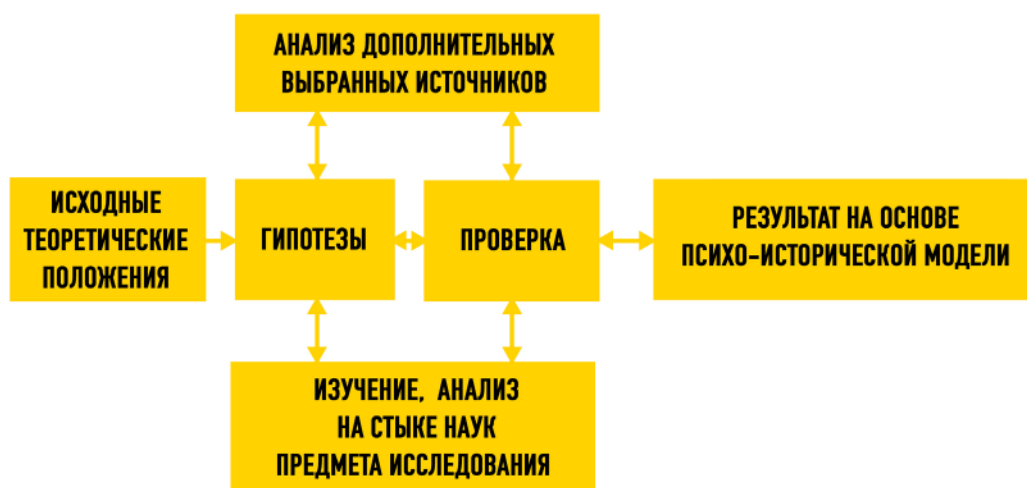 АНАЛИЗ ДОПОЛНИТЕЛЬНЫХ
ВЫБРАННЫХ ИСТОЧНИКОВ
ИСХОДНЫЕ
ТЕОРЕТИЧЕСКИЕ
ПОЛОЖЕНИЯ
ГИПОТЕЗЫ
ПРОВЕРКА
РЕЗУЛЬТАТ НА ОСНОВЕ
ПСИХО-ИСТОРИЧЕСКОЙ МОДЕЛИ
ИЗУЧЕНИЕ, АНАЛИЗ
НА СТЫКЕ НАУК
ПРЕДМЕТА ИССЛЕДОВАНИЯ